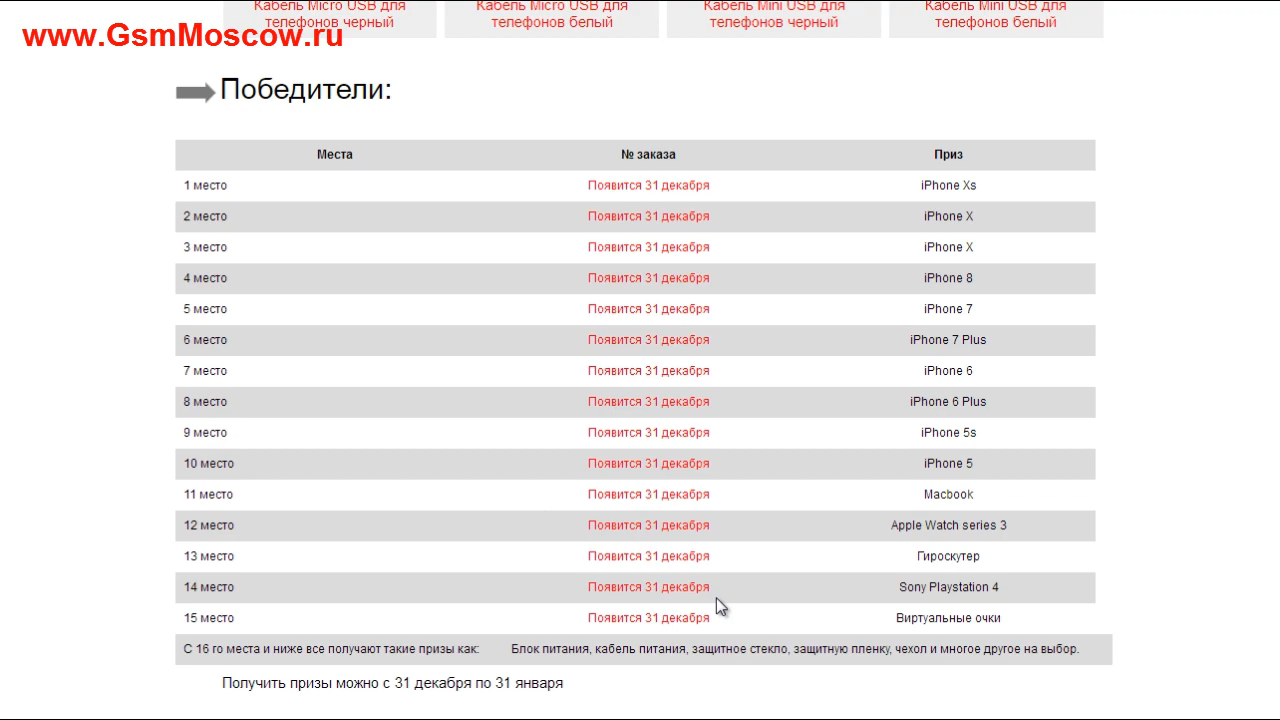 Кабель Micro USB для телефонов черный
Кабель Micro USB для телефонов белый
Кабель Mini USB для телефонов черный
Кабель Mini USB для телефонов белый
www.GsmMoscow.ru
Победители:
Места № заказа Приз
1 место Появится 31 декабря iPhone Xs
2 место Появится 31 декабря iPhone X
3 место Появится 31 декабря iPhone X
4 место Появится 31 декабря iPhone 8
5 место Появится 31 декабря iPhone 7
6 место Появится 31 декабря iPhone 7 Plus
7 место Появится 31 декабря iPhone 6
8 место Появится 31 декабря iPhone 6 Plus
9 место Появится 31 декабря iPhone 5s
10 место Появится 31 декабря iPhone 5
11 место Появится 31 декабря Macbook
12 место Появится 31 декабря Apple Watch series 3
13 место Появится 31 декабря Гироскутер
14 место Появится 31 декабря Sony Playstation 4
15 место Появится 31 декабря Виртуальные очки
С 16 го места и ниже все получают такие призы как: Блок питания, кабель питания, защитное стекло, защитную пленку, чехол и многое другое на выбор.
Получить призы можно с 31 декабря по 31 января